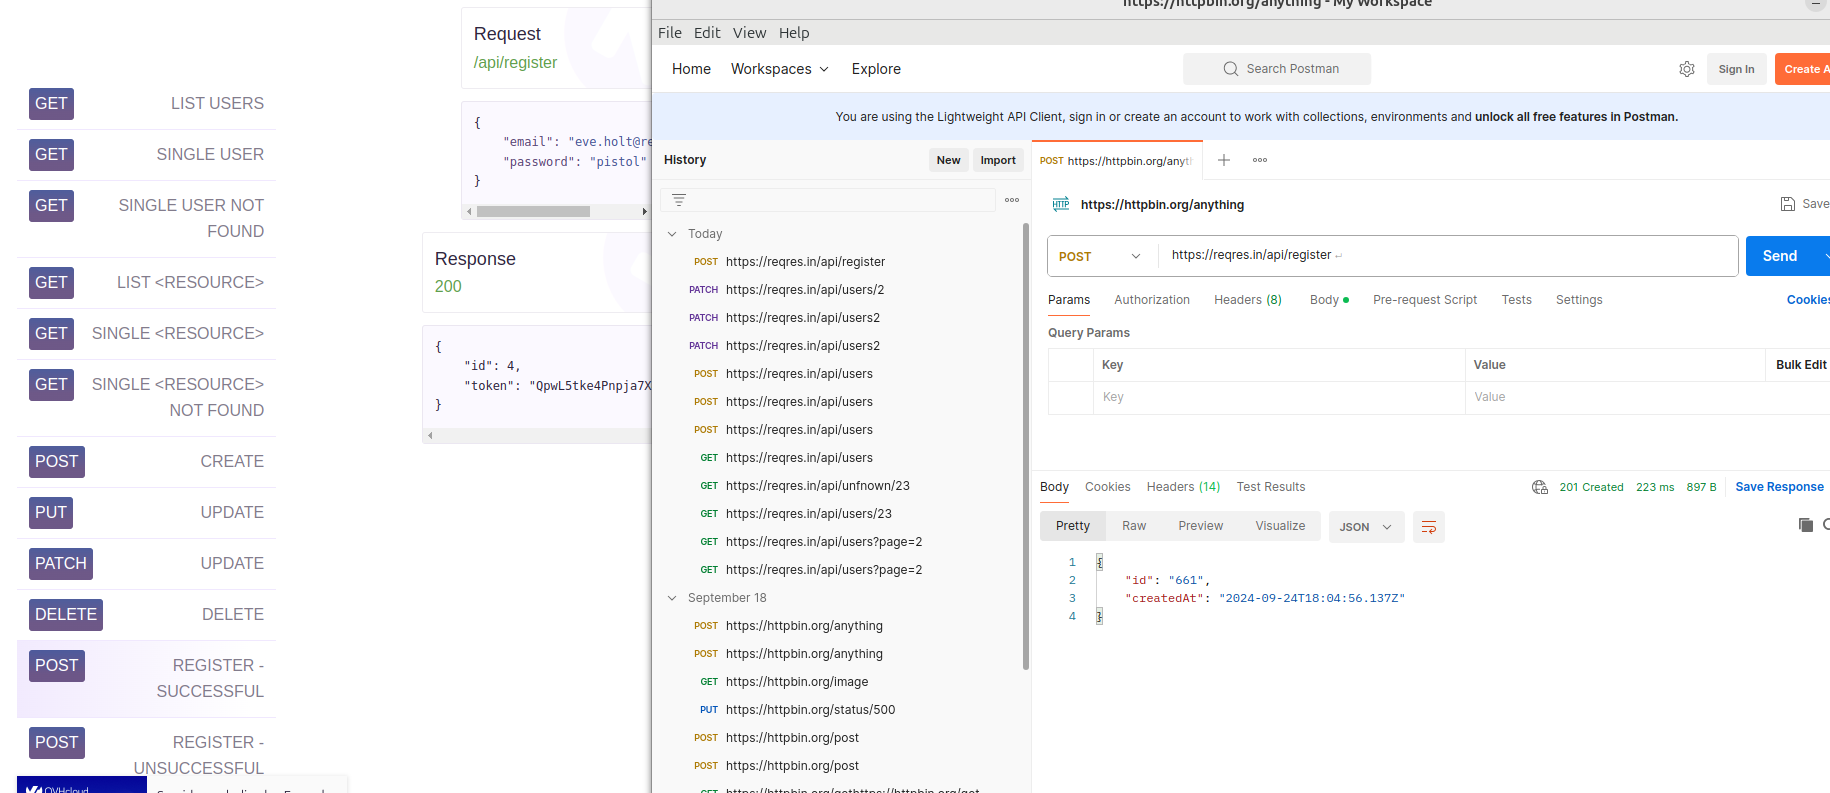 GET LIST USERS
GET SINGLE USER
GET SINGLE USER NOT
FOUND
GET LIST <RESOURCE>
GET SINGLE <RESOURCE>
GET SINGLE <RESOURCE>
NOT FOUND
POST CREATE
PUT UPDATE
PATCH UPDATE
DELETE DELETE
POST REGISTER -
SUCCESSFUL
POST REGISTER -
UNSUCCESSFUL
OVHcloud
Request
/api/register
{
"email": "eve.holt@re
"password": "pistol"
}
Response
200
{
"id": 4,
"token": "QpwL5tke4Pnpja7X
}
https://httpbin.org/anything - My Workspace
File Edit View Help
Home Workspaces Explore Search Postman Sign In Create A
You are using the Lightweight API Client, sign in or create an account to work with collections, environments and unlock all free features in Postman.
History New Import
Today
POST https://reqres.in/api/register
PATCH https://reqres.in/api/users/2
PATCH https://reqres.in/api/users2
PATCH https://reqres.in/api/users2
POST https://reqres.in/api/users
POST https://reqres.in/api/users
POST https://reqres.in/api/users
GET https://reqres.in/api/users
GET https://reqres.in/api/unfnown/23
GET https://reqres.in/api/users/23
GET https://reqres.in/api/users?page=2
GET https://reqres.in/api/users?page=2
September 18
POST https://httpbin.org/anything
POST https://httpbin.org/anything
GET https://httpbin.org/image
PUT https://httpbin.org/status/500
POST https://httpbin.org/post
POST https://httpbin.org/post
GET https://httpbin.org/gethttps://httpbin.org/get
POST https://httpbin.org/anyth
HTTP https://httpbin.org/anything Save
POST https://reqres.in/api/register Send
Params Authorization Headers (8) Body Pre-request Script Tests Settings Cookies
Query Params
Key Value Bulk Edit
Key Value
Body Cookies Headers (14) Test Results 201 Created 223 ms 897 B Save Response
Pretty Raw Preview Visualize JSON
1 {
2 "id": "661",
3 "createdAt": "2024-09-24T18:04:56.137Z"
4 }